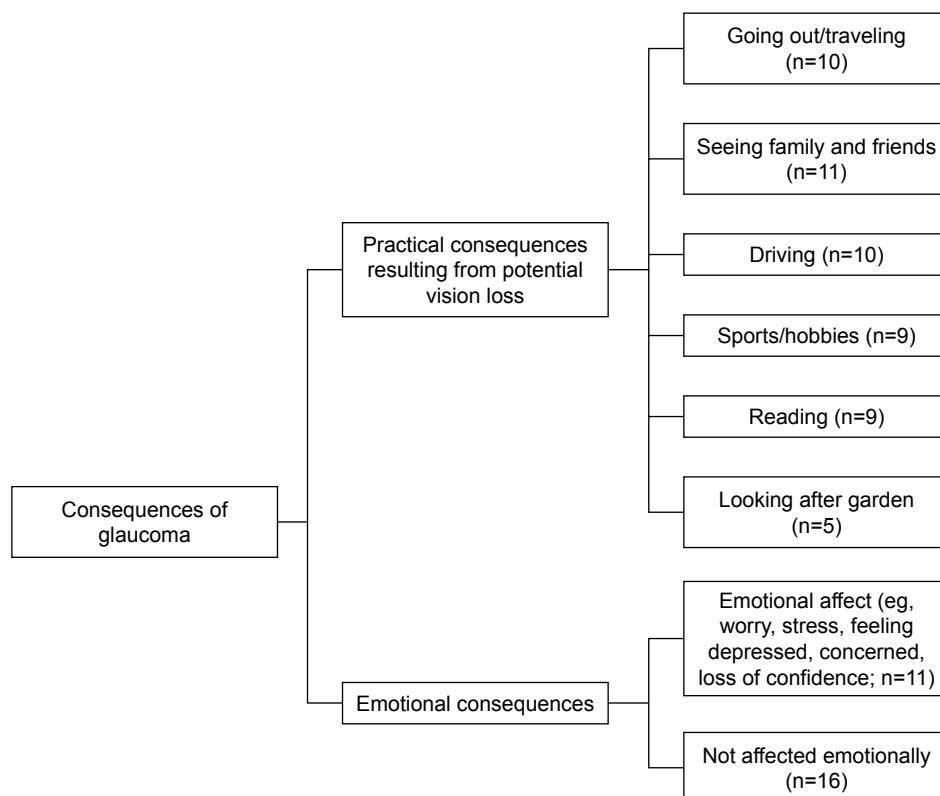 Going out/traveling
(n=10)
Seeing family and friends
(n=11)
Practical consequences
resulting from potential
vision loss
Driving (n=10)
Sports/hobbies (n=9)
Reading (n=9)
Looking after garden
(n=5)
Consequences of
glaucoma
Emotional affect (eg,
worry, stress, feeling
depressed, concerned,
loss of confidence; n=11)
Emotional consequences
Not affected emotionally
(n=16)